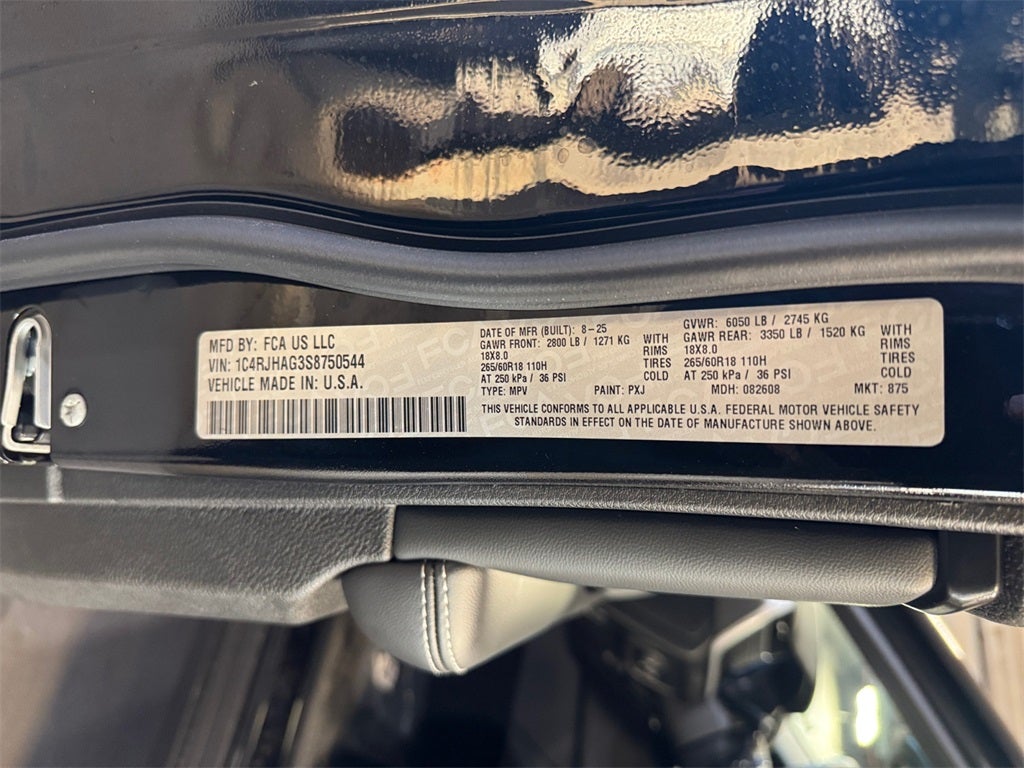 MFD BY: FCA US LLC
VIN: 1C4RJHAG3S8750544
VEHICLE MADE IN U.S.A.
DATE OF MFR (BUILT): 8-25
GAWR FRONT: 2800 LB / 1271 KG WITH
18X8.0 RIMS
265/60R18 110H TIRES
AT 250 kPa / 36 PSI COLD
TYPE: MPV PAINT: PXJ
GVWR: 6050 LB / 2745 KG
GAWR REAR: 3350 LB / 1520 KG WITH
18X8.0 RIMS
265/60R18 110H TIRES
AT 250 kPa / 36 PSI COLD
MDH: 082608 MKT: 875
THIS VEHICLE CONFORMS TO ALL APPLICABLE U.S.A. FEDERAL MOTOR VEHICLE SAFETY
STANDARDS IN EFFECT ON THE DATE OF MANUFACTURE SHOWN ABOVE.